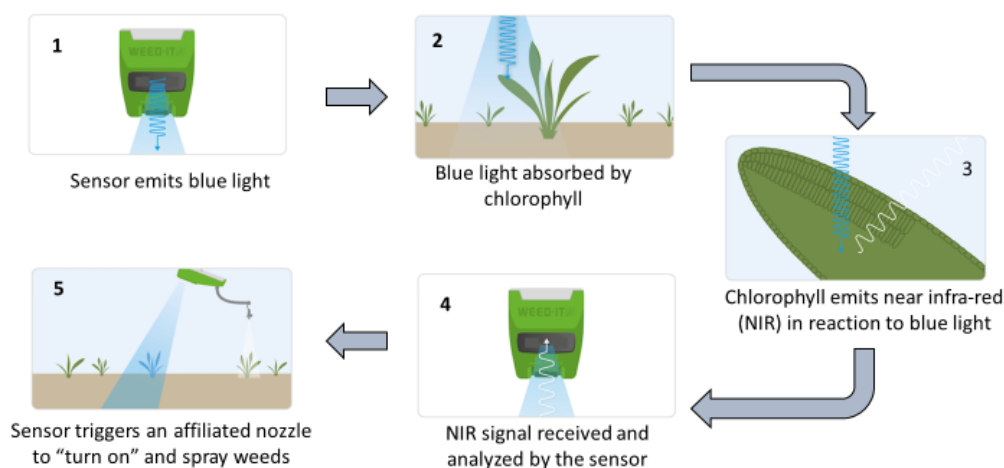 1
WEED-IT
Sensor emits blue light
2
Blue light absorbed by
chlorophyll
3
Chlorophyll emits near infra-red
(NIR) in reaction to blue light
4
WEED-IT
NIR signal received and
analyzed by the sensor
5
Sensor triggers an affiliated nozzle
to “turn on” and spray weeds